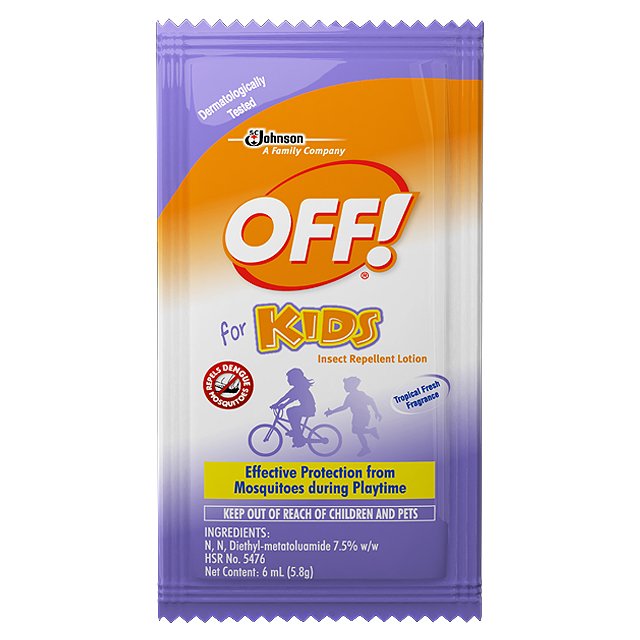 Dermatologically
Tested
SC
Johnson
A Family Company
OFF!
®
for KIDS
Insect Repellent Lotion
REPELS DENGUE
MOSQUITOES
Tropical Fresh
Fragrance
Effective Protection from
Mosquitoes during Playtime
KEEP OUT OF REACH OF CHILDREN AND PETS
INGREDIENTS:
N, N, Diethyl-metatoluamide 7.5% w/w
HSR No. 5476
Net Content: 6 mL (5.8g)